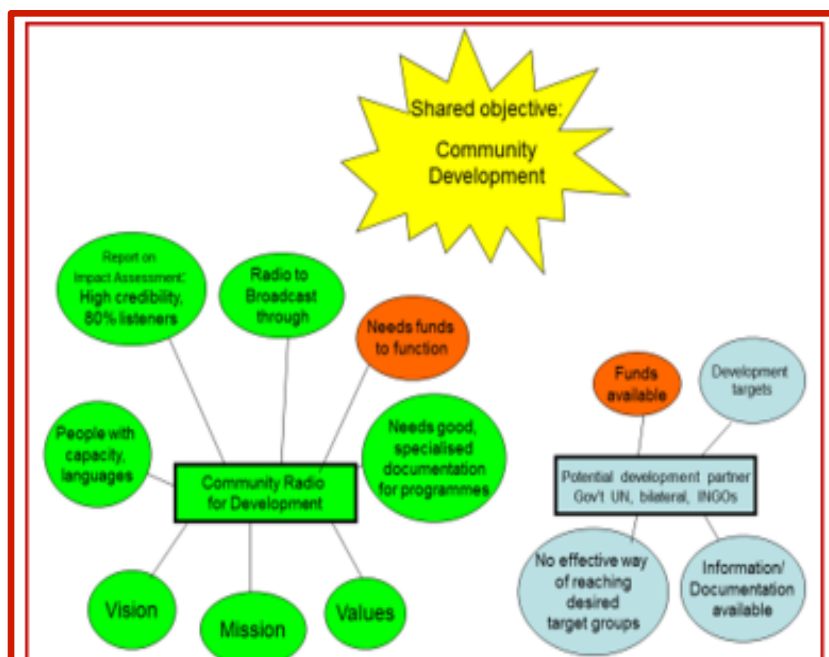 Shared objective:
Community
Development
Report on
Impact Assessment:
High credibility,
80% listeners
Radio to
Broadcast
through
Needs funds
to function
Funds
available
Development
targets
People with
capacity,
languages
Needs good,
specialised
documentation
for programmes
Community Radio
for Development
Potential development partner
Gov't UN, bilateral, INGOs
No effective way
of reaching
desired
target groups
Information/
Documentation
available
Vision
Mission
Values